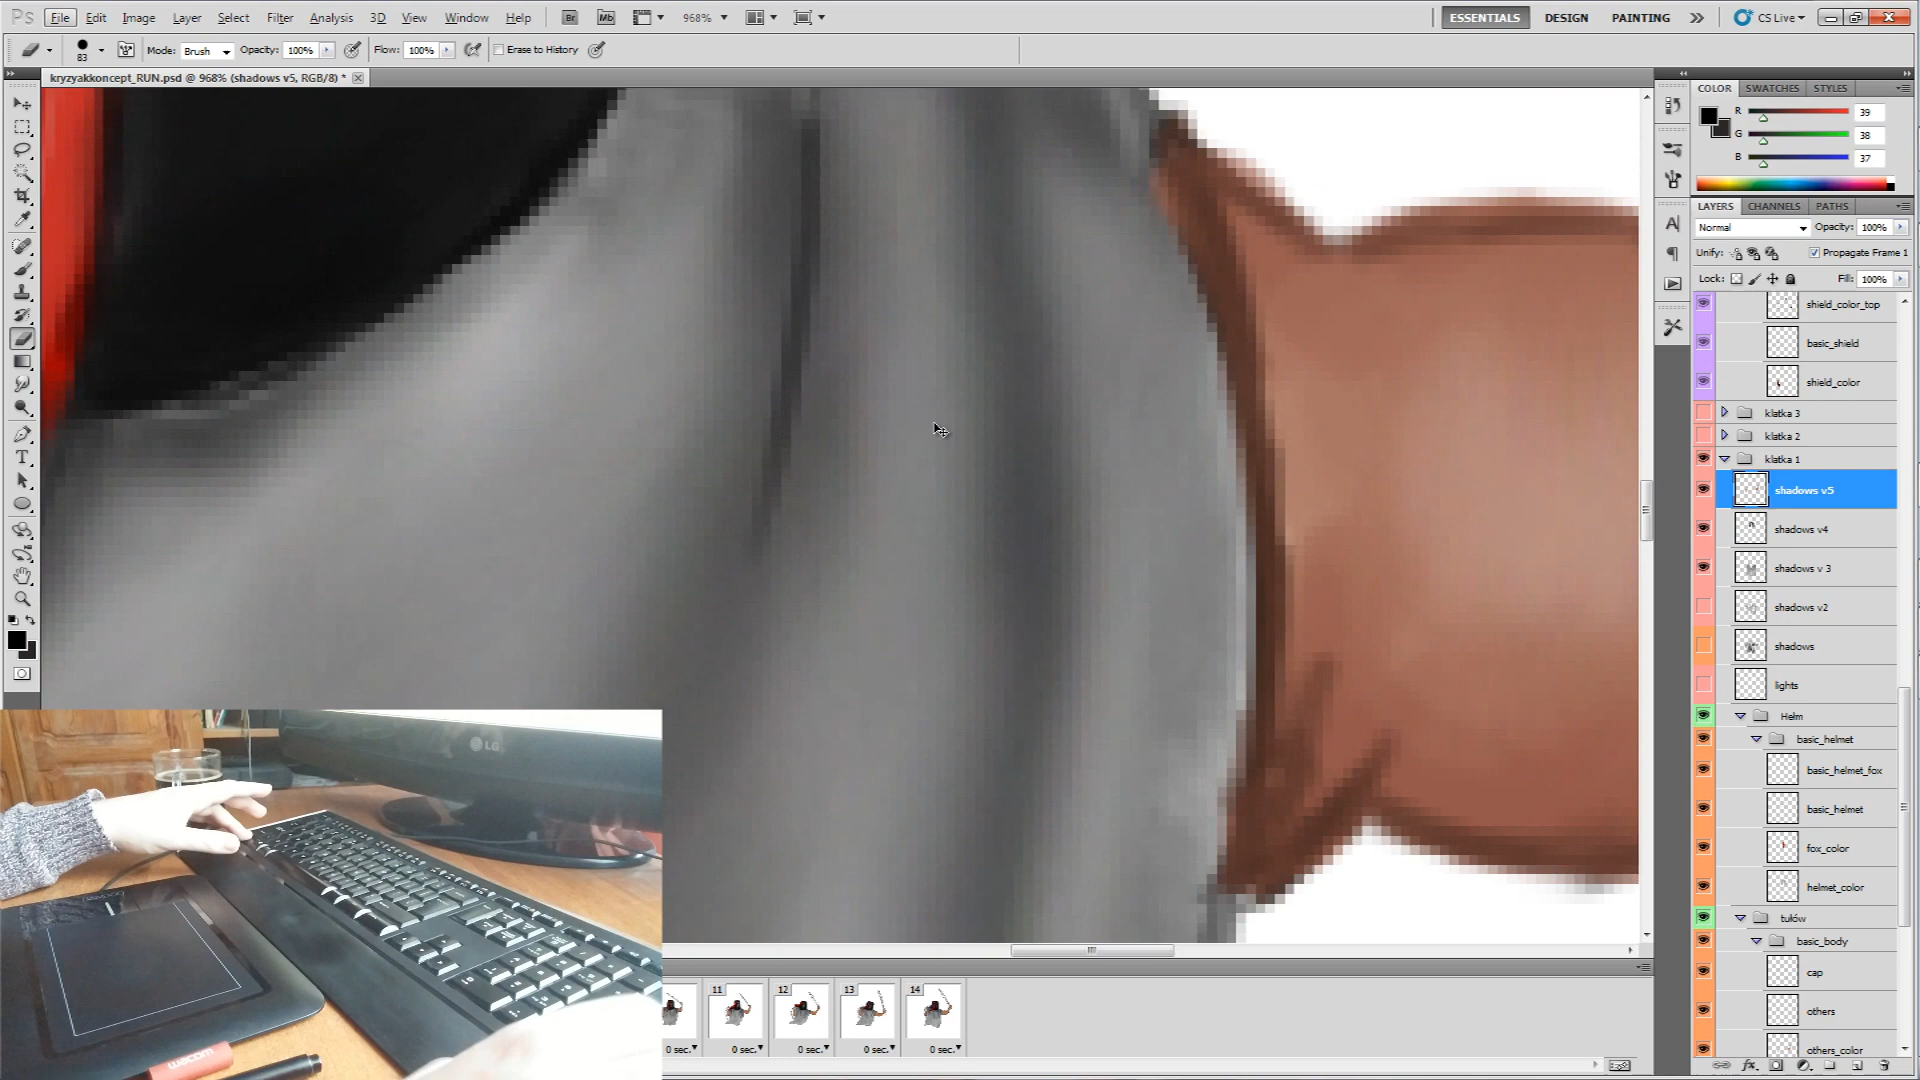 Ps File Edit Image Layer Select Filter Analysis 3D View Window Help Br Mb 968% ESSENTIALS DESIGN PAINTING CS Live
83 Mode: Brush Opacity: 100% Flow: 100% Erase to History
kryzyakkoncept_RUN.psd @ 968% (shadows v5, RGB/8) *
COLOR SWATCHES STYLES
R 39
G 38
B 37
LAYERS CHANNELS PATHS
Normal Opacity: 100%
Unify: Propagate Frame 1
Lock: Fill: 100%
shield_color_top
basic_shield
shield_color
klatka 3
klatka 2
klatka 1
shadows v5
shadows v4
shadows v 3
shadows v2
shadows
lights
Helm
basic_helmet
basic_helmet_fox
basic_helmet
fox_color
helmet_color
tułów
basic_body
cap
others
others_color
LG
wacom
11 12 13 14
0 sec. 0 sec. 0 sec. 0 sec. 0 sec.